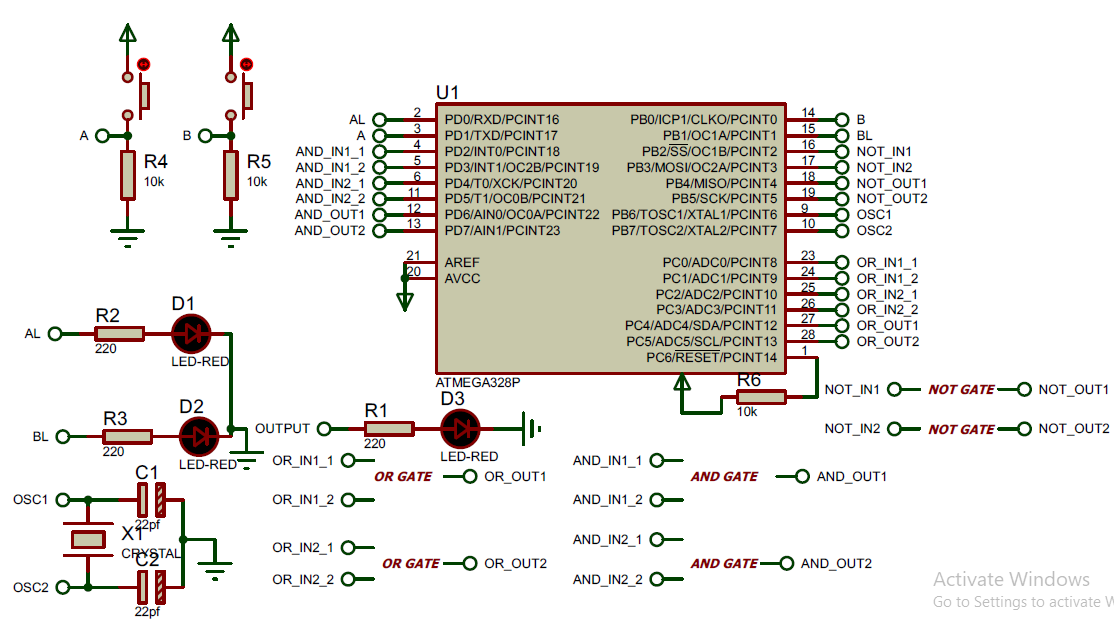 A
R4
10k
B
R5
10k
U1
AL 2 PD0/RXD/PCINT16
A 3 PD1/TXD/PCINT17
AND_IN1_1 4 PD2/INT0/PCINT18
AND_IN1_2 5 PD3/INT1/OC2B/PCINT19
AND_IN2_1 6 PD4/T0/XCK/PCINT20
AND_IN2_2 11 PD5/T1/OC0B/PCINT21
AND_OUT1 12 PD6/AIN0/OC0A/PCINT22
AND_OUT2 13 PD7/AIN1/PCINT23
21 AREF
20 AVCC
PB0/ICP1/CLKO/PCINT0 14 B
PB1/OC1A/PCINT1 15 BL
PB2/SS/OC1B/PCINT2 16 NOT_IN1
PB3/MOSI/OC2A/PCINT3 17 NOT_IN2
PB4/MISO/PCINT4 18 NOT_OUT1
PB5/SCK/PCINT5 19 NOT_OUT2
PB6/TOSC1/XTAL1/PCINT6 9 OSC1
PB7/TOSC2/XTAL2/PCINT7 10 OSC2
PC0/ADC0/PCINT8 23 OR_IN1_1
PC1/ADC1/PCINT9 24 OR_IN1_2
PC2/ADC2/PCINT10 25 OR_IN2_1
PC3/ADC3/PCINT11 26 OR_IN2_2
PC4/ADC4/SDA/PCINT12 27 OR_OUT1
PC5/ADC5/SCL/PCINT13 28 OR_OUT2
PC6/RESET/PCINT14 1
ATMEGA328P
R6
10k
AL
R2
220
D1
LED-RED
BL
R3
220
D2
LED-RED
OUTPUT
R1
220
D3
LED-RED
NOT_IN1 NOT GATE NOT_OUT1
NOT_IN2 NOT GATE NOT_OUT2
OSC1
C1
22pf
X1
CRYSTAL
OSC2
C2
22pf
OR_IN1_1
OR GATE OR_OUT1
OR_IN1_2
OR_IN2_1
OR GATE OR_OUT2
OR_IN2_2
AND_IN1_1
AND GATE AND_OUT1
AND_IN1_2
AND_IN2_1
AND GATE AND_OUT2
AND_IN2_2
Activate Windows
Go to Settings to activate W